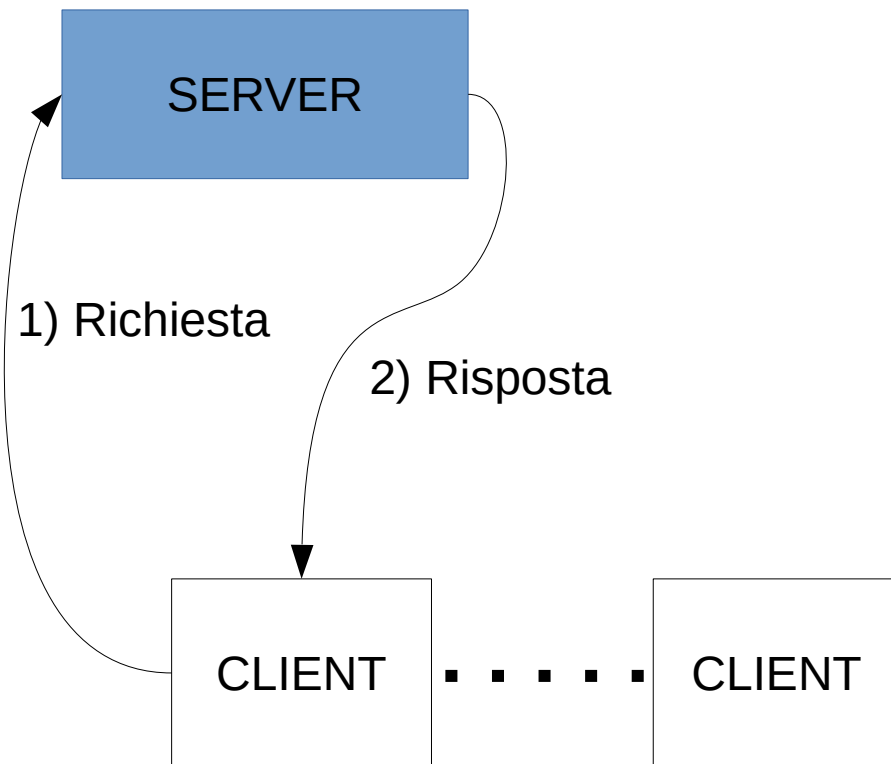 SERVER
1) Richiesta
2) Risposta
CLIENT
CLIENT